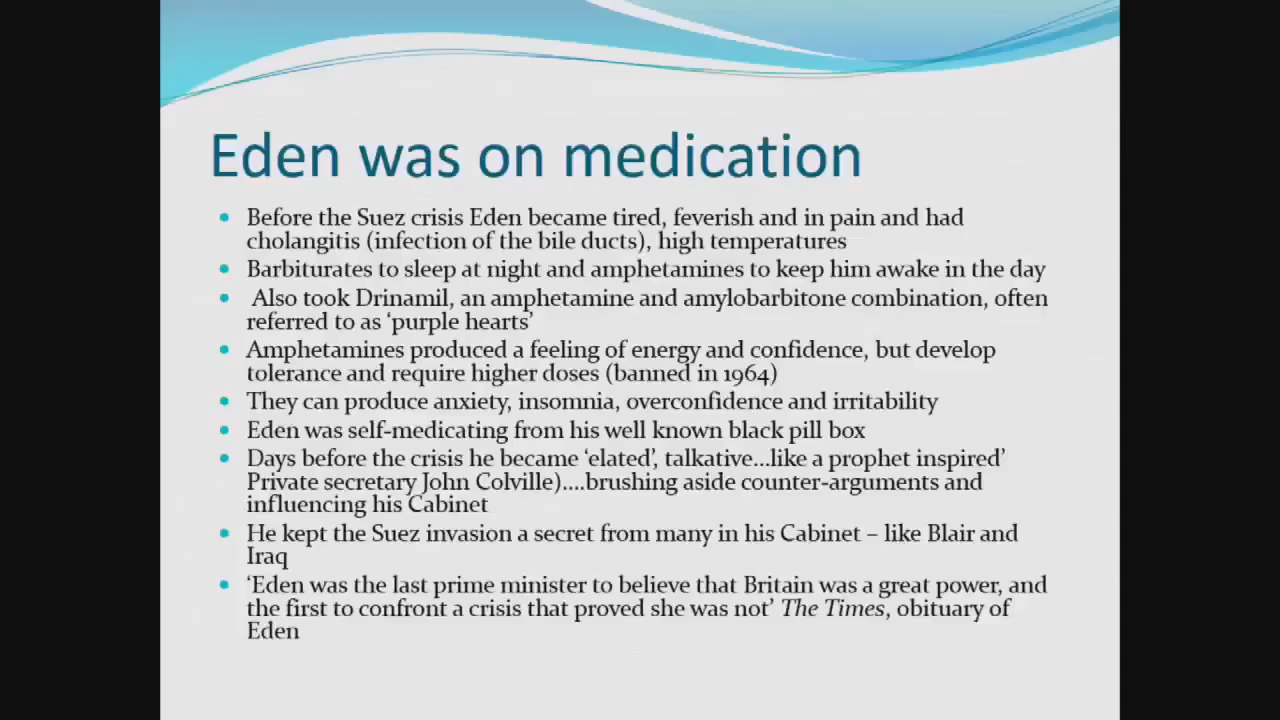 Eden was on medication
Before the Suez crisis Eden became tired, feverish and in pain and had
cholangitis (infection of the bile ducts), high temperatures
Barbiturates to sleep at night and amphetamines to keep him awake in the day
Also took Drinamil, an amphetamine and amylobarbitone combination, often
referred to as ‘purple hearts’
Amphetamines produced a feeling of energy and confidence, but develop
tolerance and require higher doses (banned in 1964)
They can produce anxiety, insomnia, overconfidence and irritability
Eden was self-medicating from his well known black pill box
Days before the crisis he became ‘elated’, talkative...like a prophet inspired’
Private secretary John Colville)....brushing aside counter-arguments and
influencing his Cabinet
He kept the Suez invasion a secret from many in his Cabinet – like Blair and
Iraq
‘Eden was the last prime minister to believe that Britain was a great power, and
the first to confront a crisis that proved she was not’ The Times, obituary of
Eden